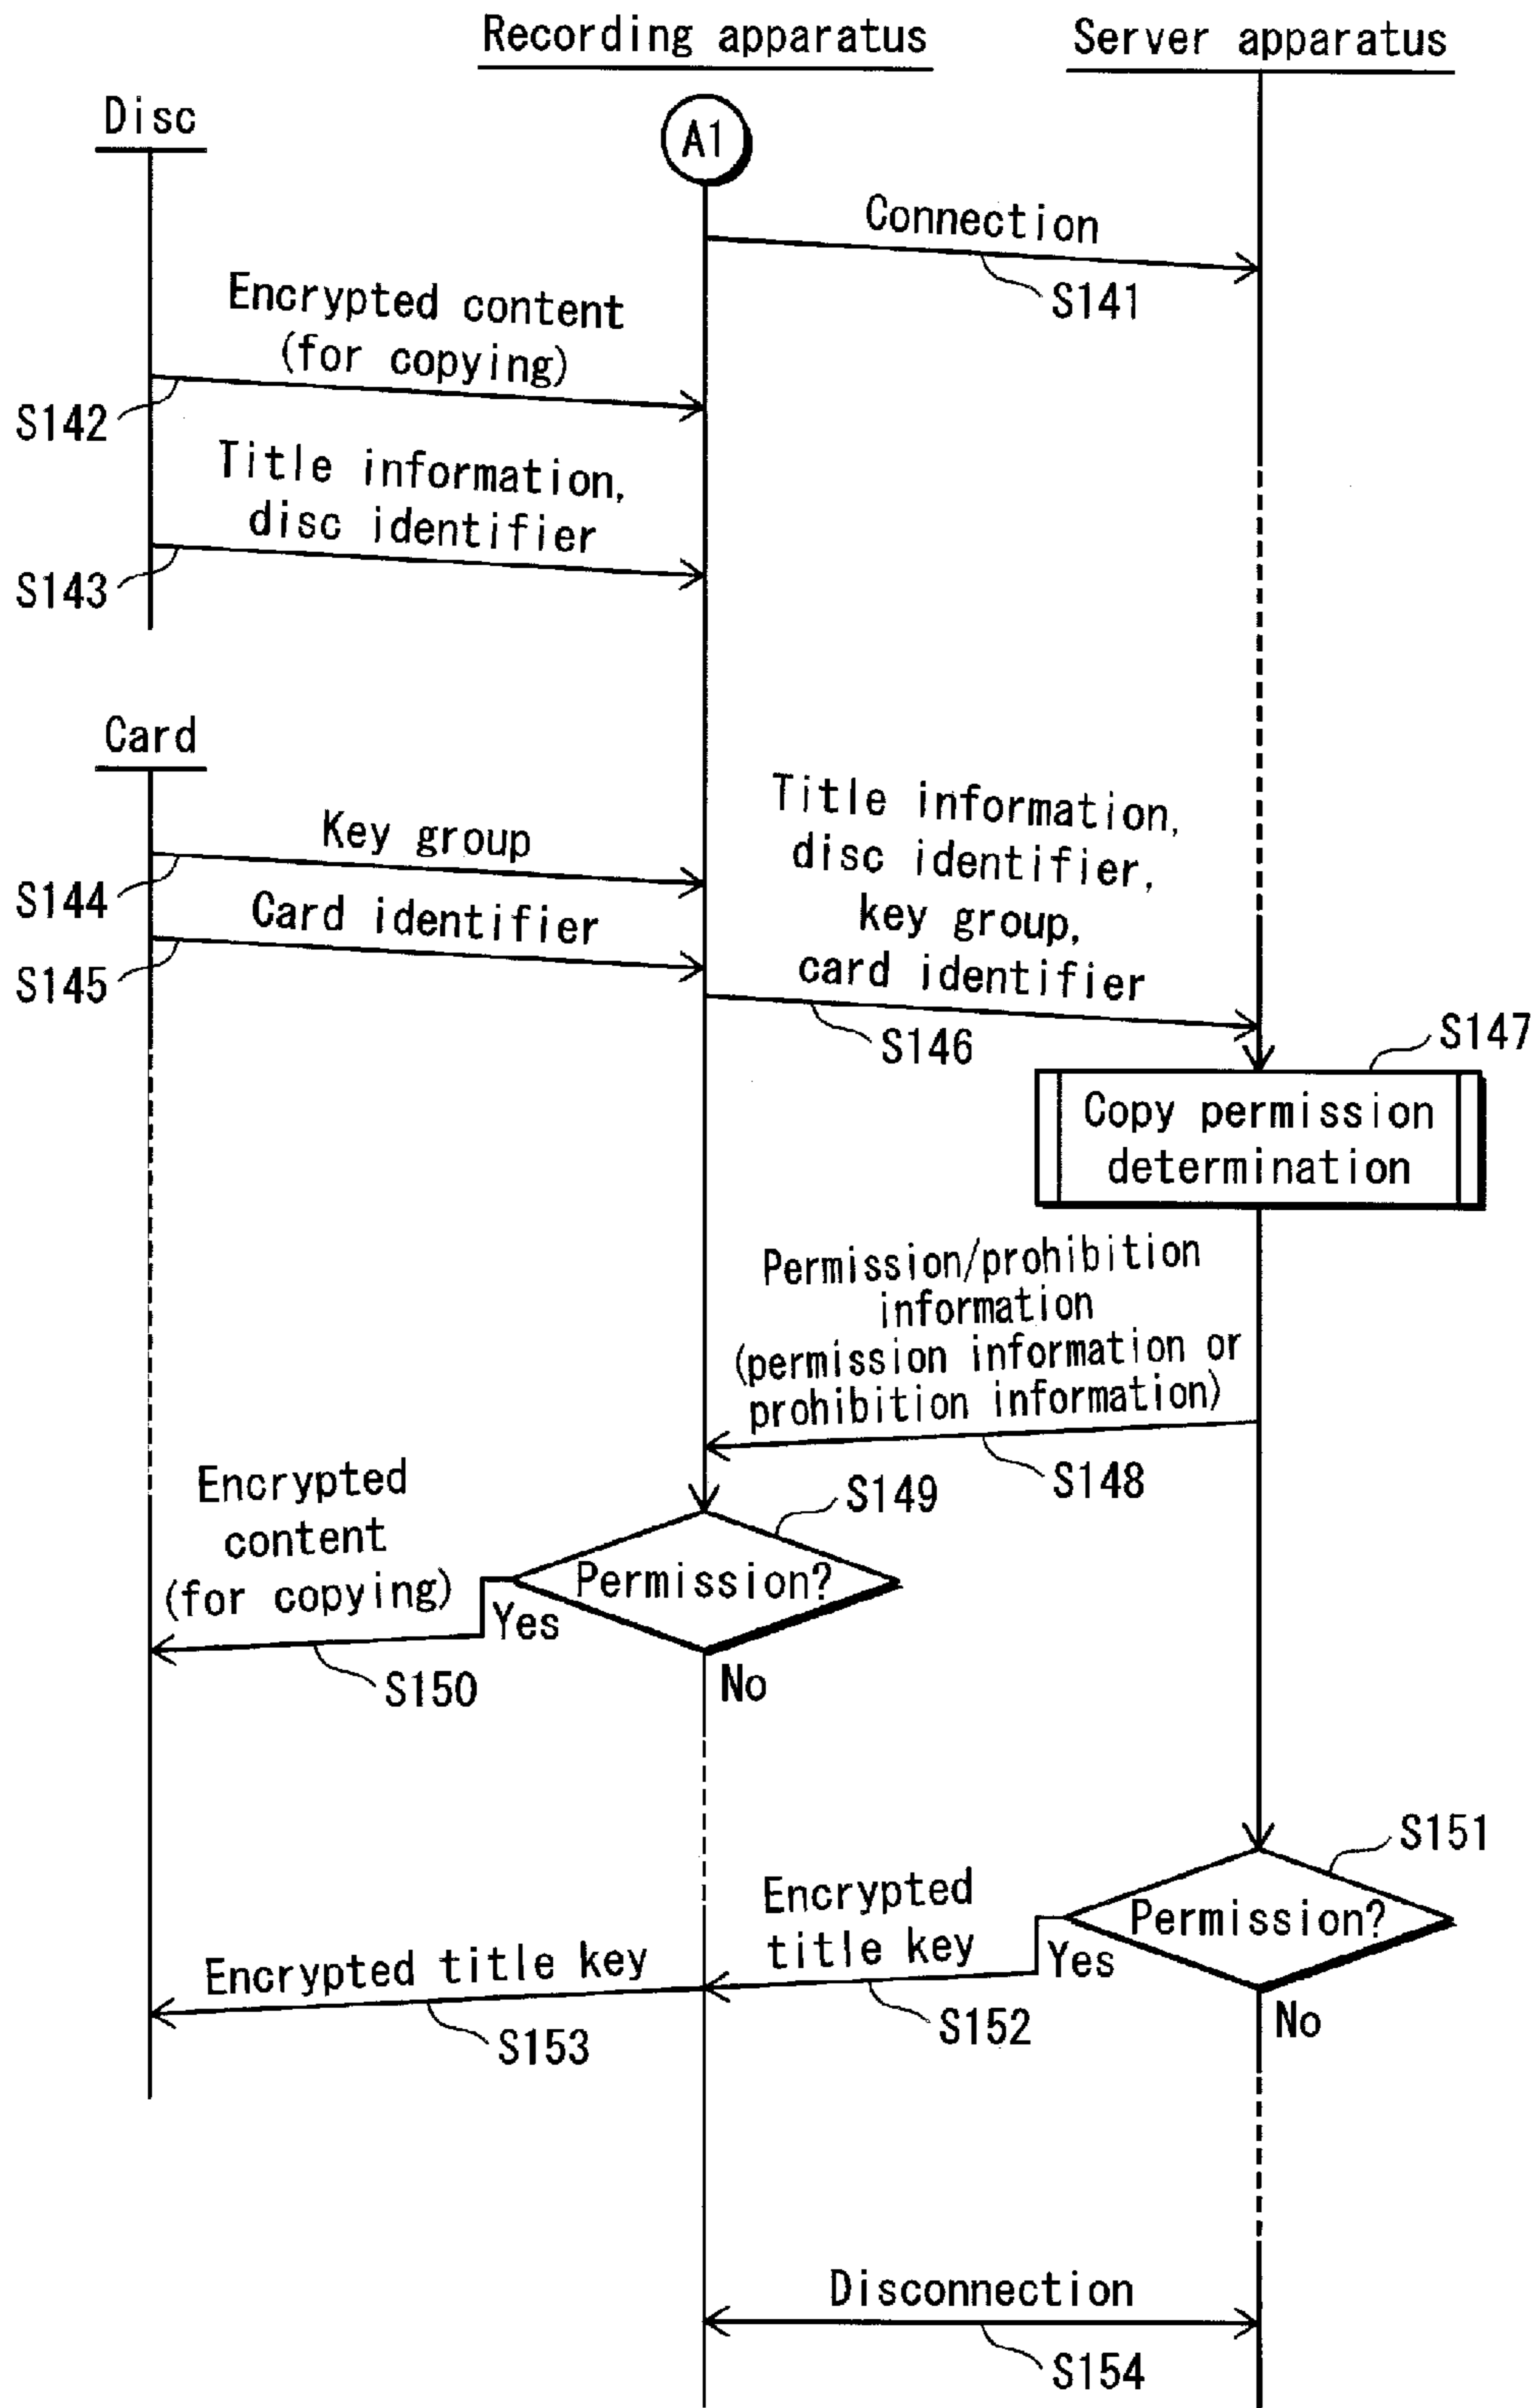 Recording apparatus
Server apparatus
Disc
A1
Connection
S141
Encrypted content
(for copying)
S142
Title information,
disc identifier
S143
Card
Key group
S144
Card identifier
S145
Title information,
disc identifier,
key group,
card identifier
S146
S147
Copy permission
determination
Permission/prohibition
information
(permission information or
prohibition information)
S148
S149
Permission?
Encrypted
content
(for copying)
Yes
S150
No
S151
Permission?
Encrypted
title key
Yes
S152
No
Encrypted title key
S153
Disconnection
S154